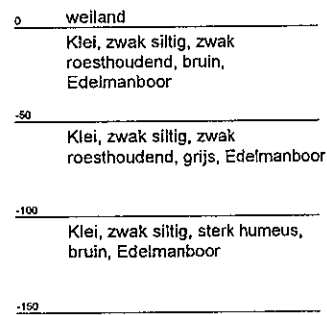 0 weiland
Klei, zwak siltig, zwak
roesthoudend, bruin,
Edelmanboor
-50
Klei, zwak siltig, zwak
roesthoudend, grijs, Edelmanboor
-100
Klei, zwak siltig, sterk humeus,
bruin, Edelmanboor
-150